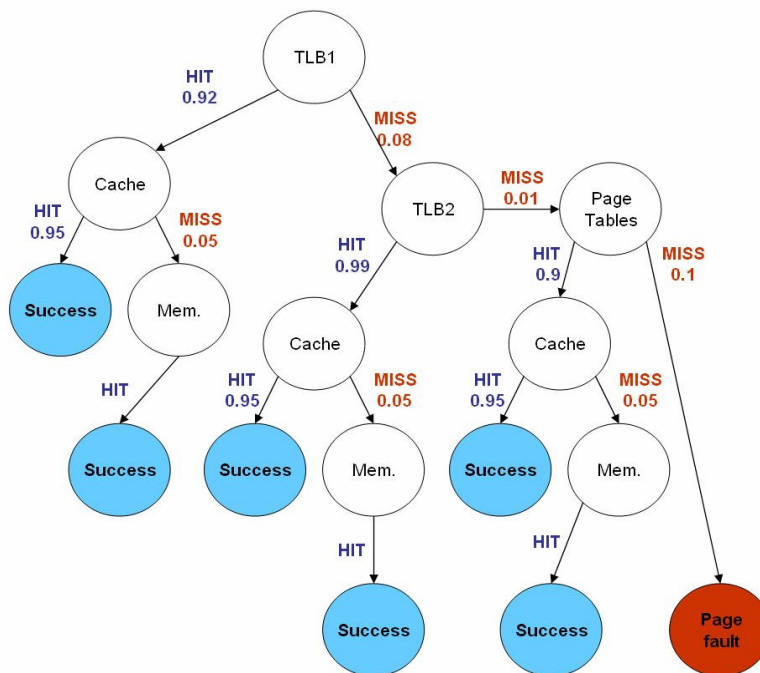 TLB1
HIT
0.92
MISS
0.08
Cache
TLB2
MISS
0.01
Page
Tables
HIT
0.95
MISS
0.05
HIT
0.99
HIT
0.9
MISS
0.1
Success
Mem.
Cache
Cache
HIT
HIT
0.95
MISS
0.05
HIT
0.95
MISS
0.05
Success
Success
Mem.
Success
Mem.
HIT
HIT
Success
Success
Page
fault